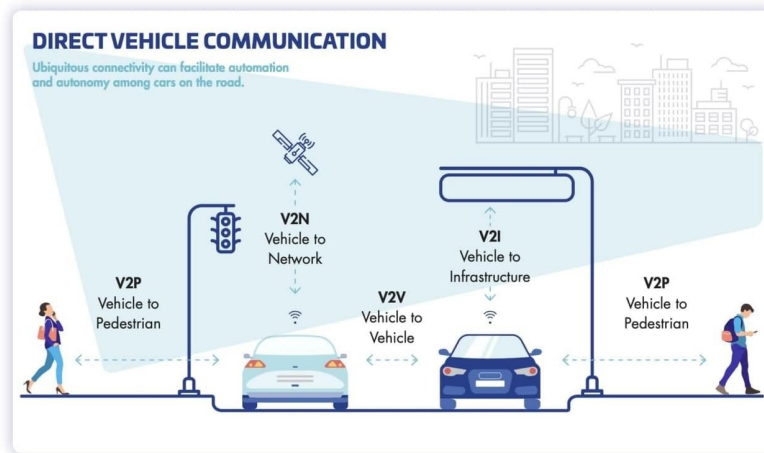 DIRECT VEHICLE COMMUNICATION
Ubiquitous connectivity can facilitate automation
and autonomy among cars on the road.
V2N
Vehicle to
Network
V2I
Vehicle to
Infrastructure
V2P
Vehicle to
Pedestrian
V2V
Vehicle to
Vehicle
V2P
Vehicle to
Pedestrian